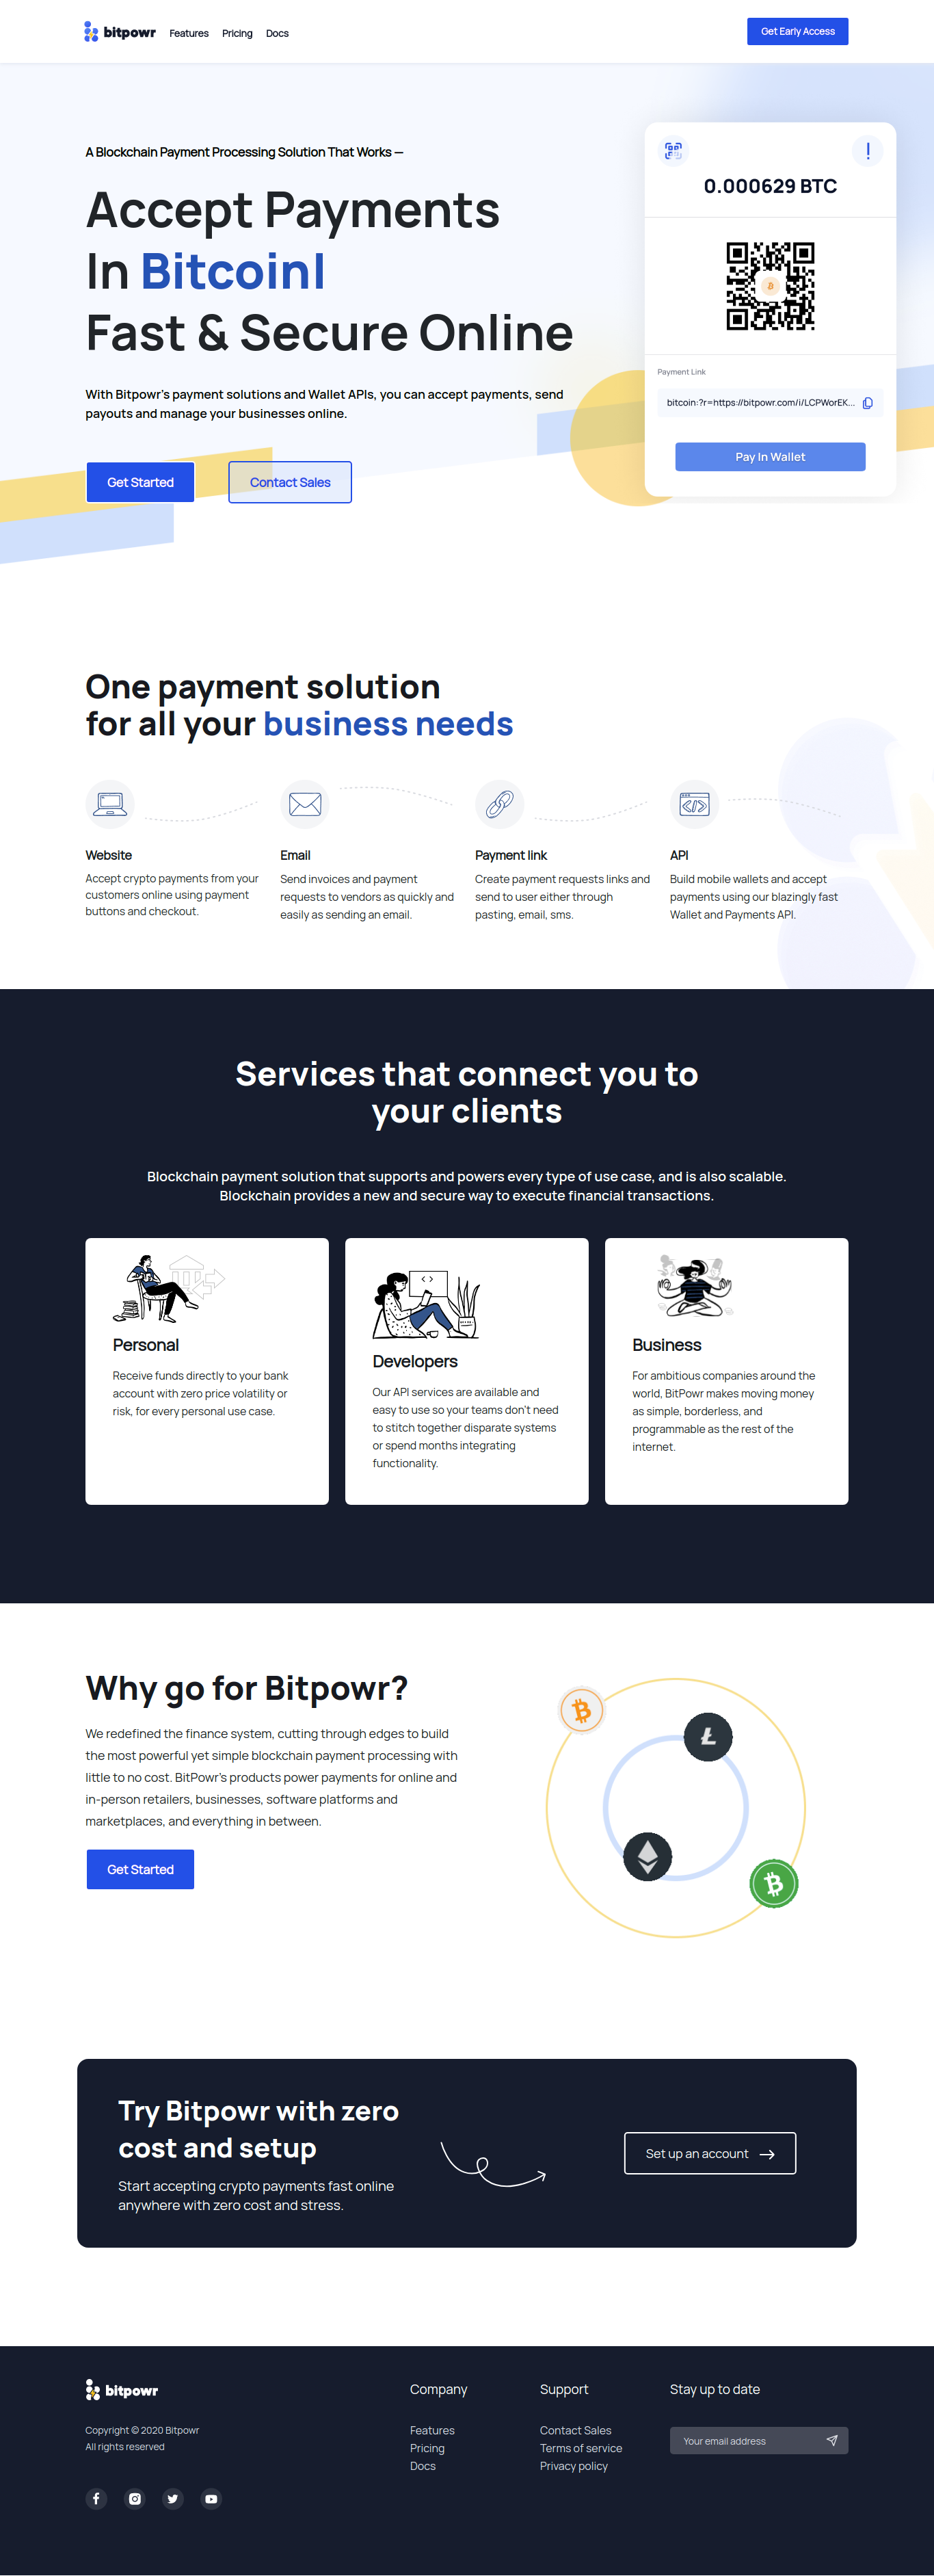 bitpowr
Features
Pricing
Docs
Get Early Access
A Blockchain Payment Processing Solution That Works —
Accept Payments
In Bitcoin|
Fast & Secure Online
With Bitpowr's payment solutions and Wallet APIs, you can accept payments, send
payouts and manage your businesses online.
Get Started
Contact Sales
0.000629 BTC
Payment Link
bitcoin:?r=https://bitpowr.com/i/LCPWorEK...
Pay In Wallet
One payment solution
for all your business needs
Website
Accept crypto payments from your
customers online using payment
buttons and checkout.
Email
Send invoices and payment
requests to vendors as quickly and
easily as sending an email.
Payment link
Create payment requests links and
send to user either through
pasting, email, sms.
API
Build mobile wallets and accept
payments using our blazingly fast
Wallet and Payments API.
Services that connect you to
your clients
Blockchain payment solution that supports and powers every type of use case, and is also scalable.
Blockchain provides a new and secure way to execute financial transactions.
Personal
Receive funds directly to your bank
account with zero price volatility or
risk, for every personal use case.
Developers
Our API services are available and
easy to use so your teams don't need
to stitch together disparate systems
or spend months integrating
functionality.
Business
For ambitious companies around the
world, BitPowr makes moving money
as simple, borderless, and
programmable as the rest of the
internet.
Why go for Bitpowr?
We redefined the finance system, cutting through edges to build
the most powerful yet simple blockchain payment processing with
little to no cost. BitPowr's products power payments for online and
in-person retailers, businesses, software platforms and
marketplaces, and everything in between.
Get Started
Try Bitpowr with zero
cost and setup
Start accepting crypto payments fast online
anywhere with zero cost and stress.
Set up an account
bitpowr
Copyright © 2020 Bitpowr
All rights reserved
Company
Features
Pricing
Docs
Support
Contact Sales
Terms of service
Privacy policy
Stay up to date
Your email address